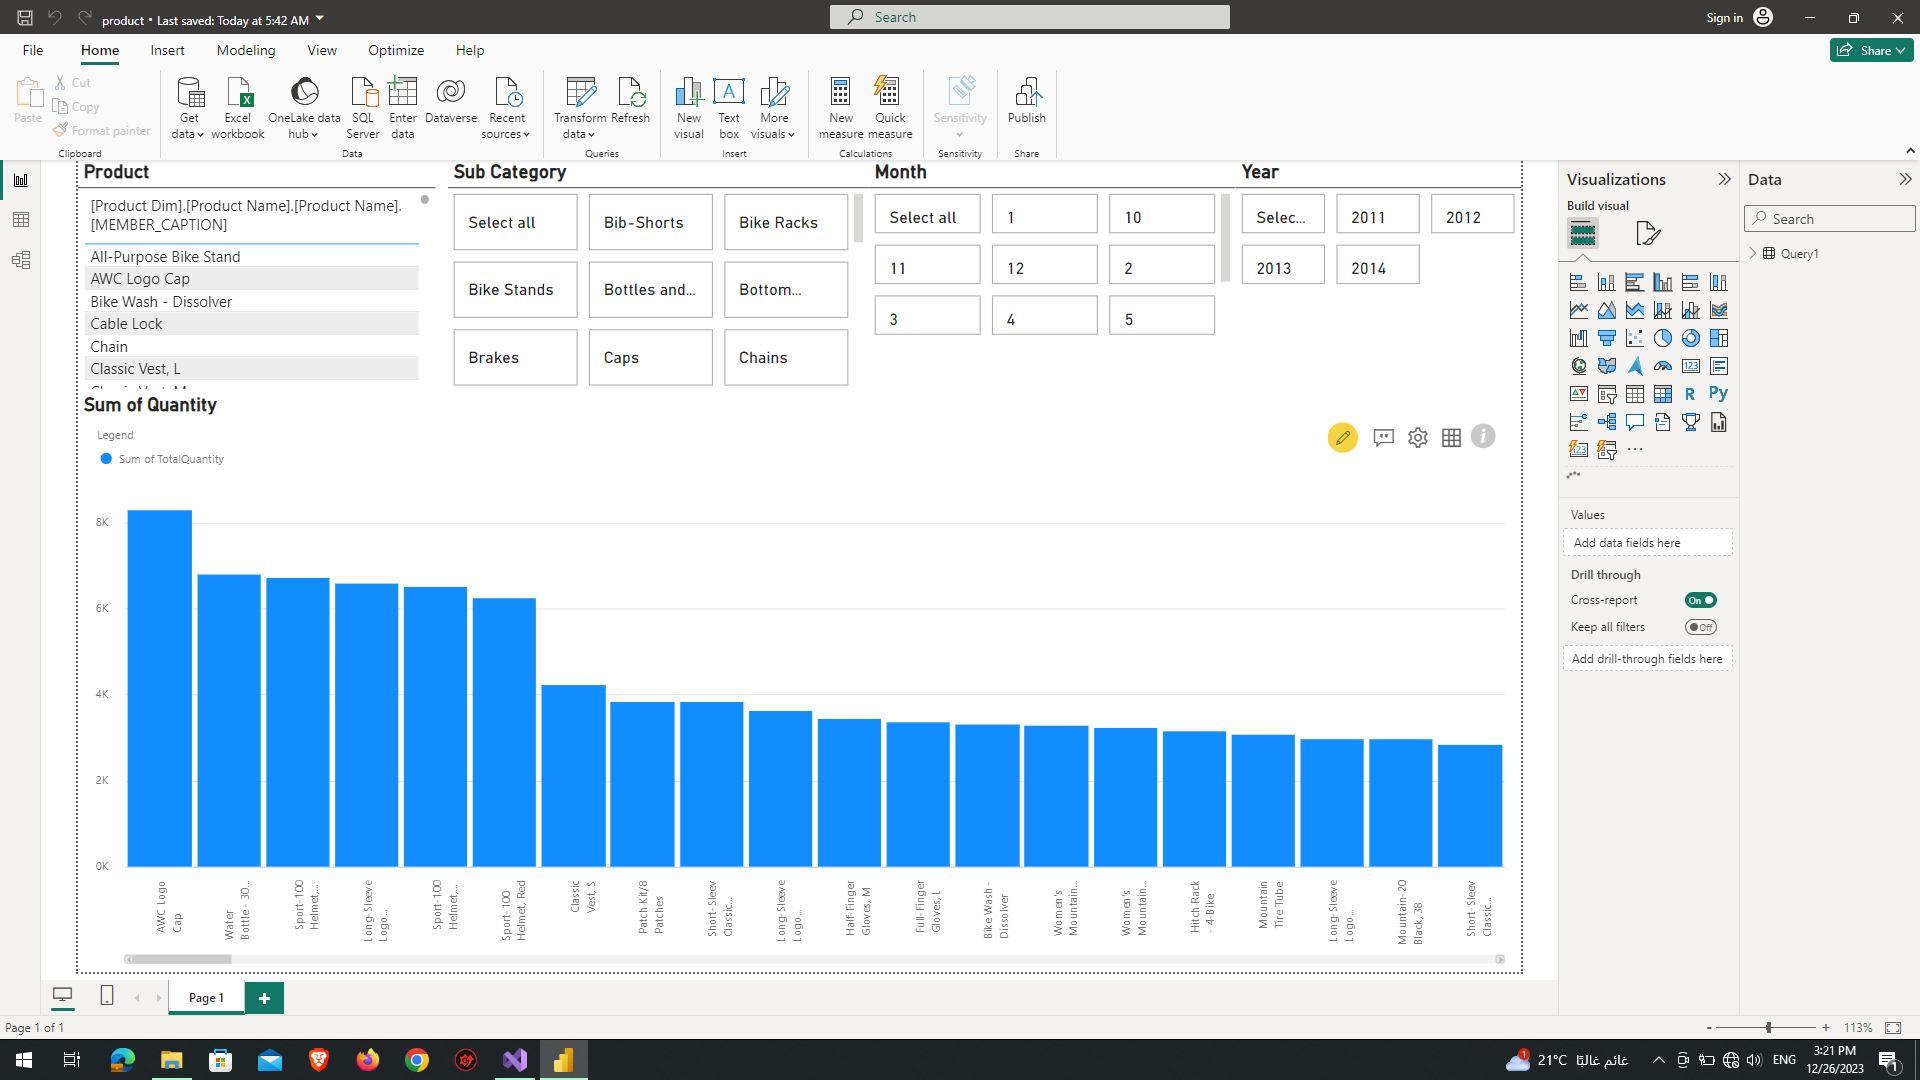 product • Last saved: Today at 5:42 AM
Search
Sign in
File Home Insert Modeling View Optimize Help
Share
Paste
Cut
Copy
Format painter
Clipboard
Get data
Excel workbook
OneLake data hub
SQL Server
Enter data
Dataverse
Recent sources
Data
Transform data
Refresh
Queries
New visual
Text box
More visuals
Insert
New measure
Quick measure
Calculations
Sensitivity
Sensitivity
Publish
Share
Product
[Product Dim].[Product Name].[Product Name].
[MEMBER_CAPTION]
All-Purpose Bike Stand
AWC Logo Cap
Bike Wash - Dissolver
Cable Lock
Chain
Classic Vest, L
Sub Category
Select all Bib-Shorts Bike Racks
Bike Stands Bottles and... Bottom...
Brakes Caps Chains
Month
Select all 1 10
11 12 2
3 4 5
Year
Selec... 2011 2012
2013 2014
Sum of Quantity
Legend
Sum of TotalQuantity
8K
6K
4K
2K
0K
AWC Logo Cap
Water Bottle - 30...
Sport-100 Helmet,...
Long-Sleeve Logo...
Sport-100 Helmet,...
Sport-100 Helmet, Red
Classic Vest, S
Patch Kit/8 Patches
Short-Sleev Classic...
Long-Sleeve Logo...
Half-Finger Gloves, M
Full-Finger Gloves, L
Bike Wash - Dissolver
Women's Mountain...
Women's Mountain...
Hitch Rack - 4-Bike
Mountain Tire Tube
Long-Sleeve Logo...
Mountain-20 Black, 38
Short-Sleev Classic...
Visualizations
Build visual
123
R
Py
123
...
Values
Add data fields here
Drill through
Cross-report
On
Keep all filters
Off
Add drill-through fields here
Data
Search
Query1
Page 1
Page 1 of 1
- + 113%
1
21°C غائم غالبًا
ENG
3:21 PM
12/26/2023
1